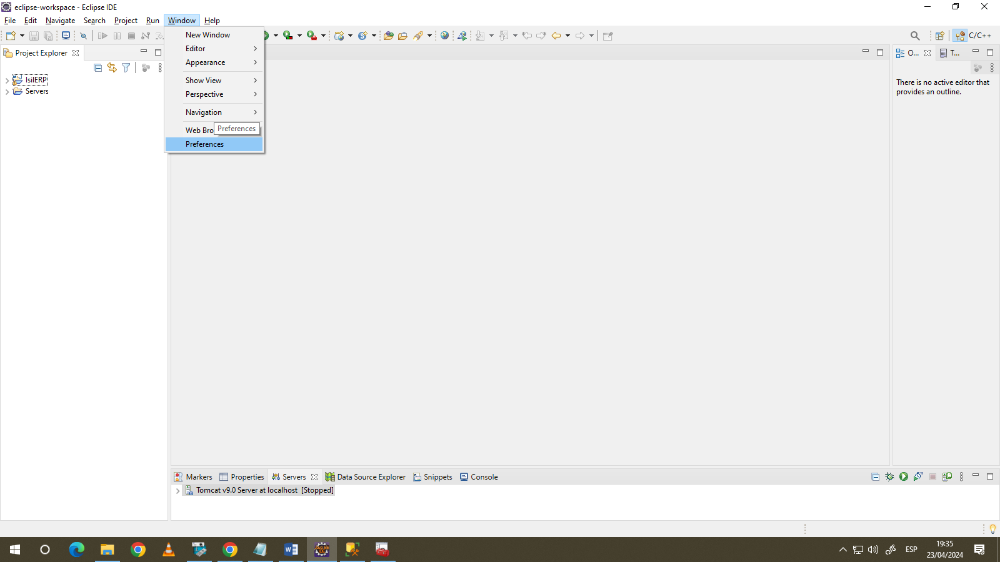 eclipse-workspace - Eclipse IDE
File Edit Navigate Search Project Run Window Help
C/C++
Project Explorer
IsilERP
Servers
New Window
Editor
Appearance
Show View
Perspective
Navigation
Web Bro
Preferences
Preferences
O... T...
There is no active editor that
provides an outline.
Markers Properties Servers Data Source Explorer Snippets Console
Tomcat v9.0 Server at localhost [Stopped]
ESP
19:35
23/04/2024